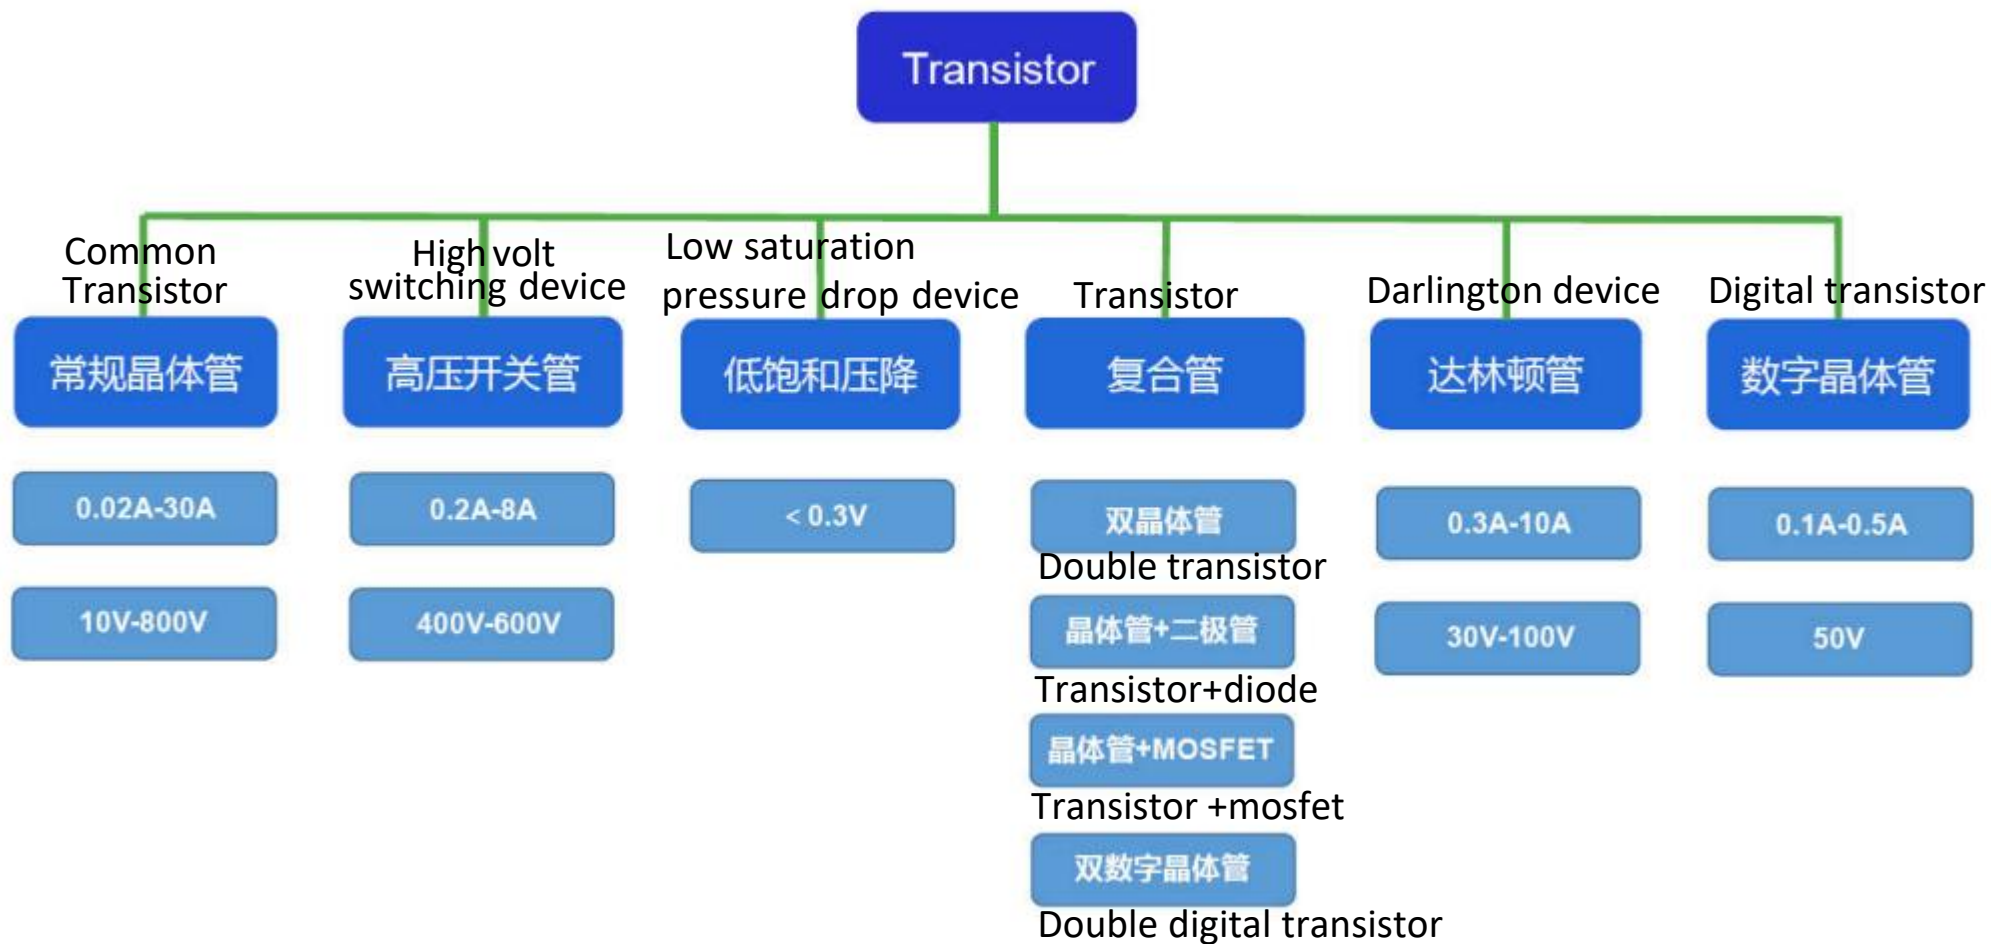 Transistor
Common
Transistor
常规晶体管
0.02A-30A
10V-800V
High volt
switching device
高压开关管
0.2A-8A
400V-600V
Low saturation
pressure drop device
低饱和压降
<0.3V
Transistor
复合管
双晶体管
Double transistor
晶体管+二极管
Transistor+diode
晶体管+MOSFET
Transistor +mosfet
双数字晶体管
Double digital transistor
Darlington device
达林顿管
0.3A-10A
30V-100V
Digital transistor
数字晶体管
0.1A-0.5A
50V